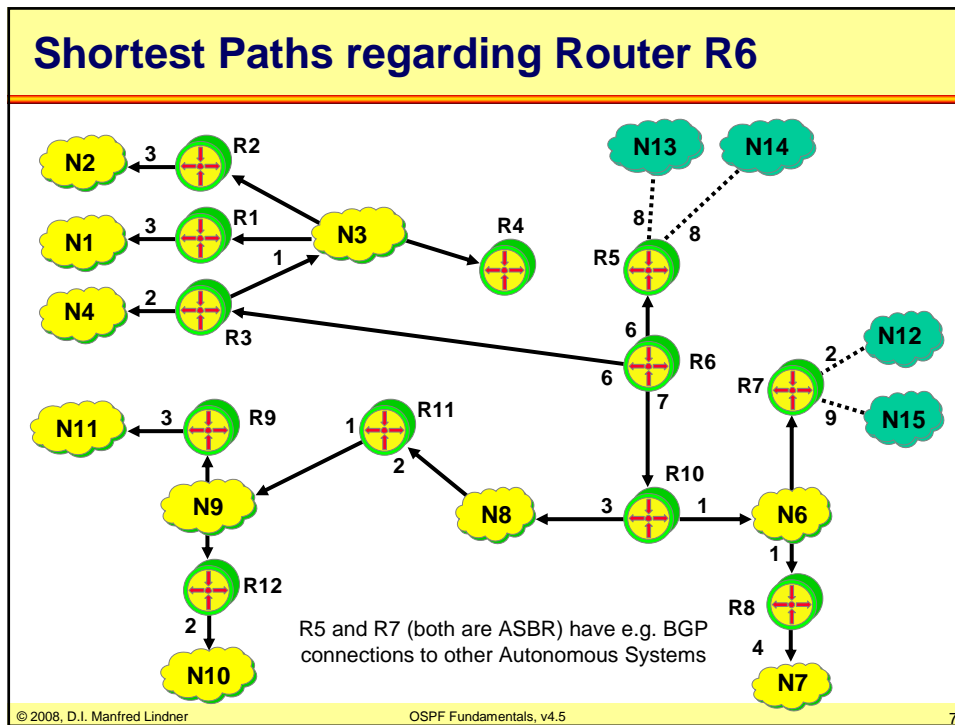 Shortest Paths regarding Router R6
N13
N14
N2
3
R2
N1
3
R1
N3
R4
8
8
R5
1
N4
2
R3
6
6
R6
7
N12
2
R7
9
N15
N11
3
R9
1
R11
2
R10
N9
N8
3
1
N6
1
R12
R8
2
R5 and R7 (both are ASBR) have e.g. BGP
connections to other Autonomous Systems
4
N10
N7
© 2008, D.I. Manfred Lindner
OSPF Fundamentals, v4.5
7